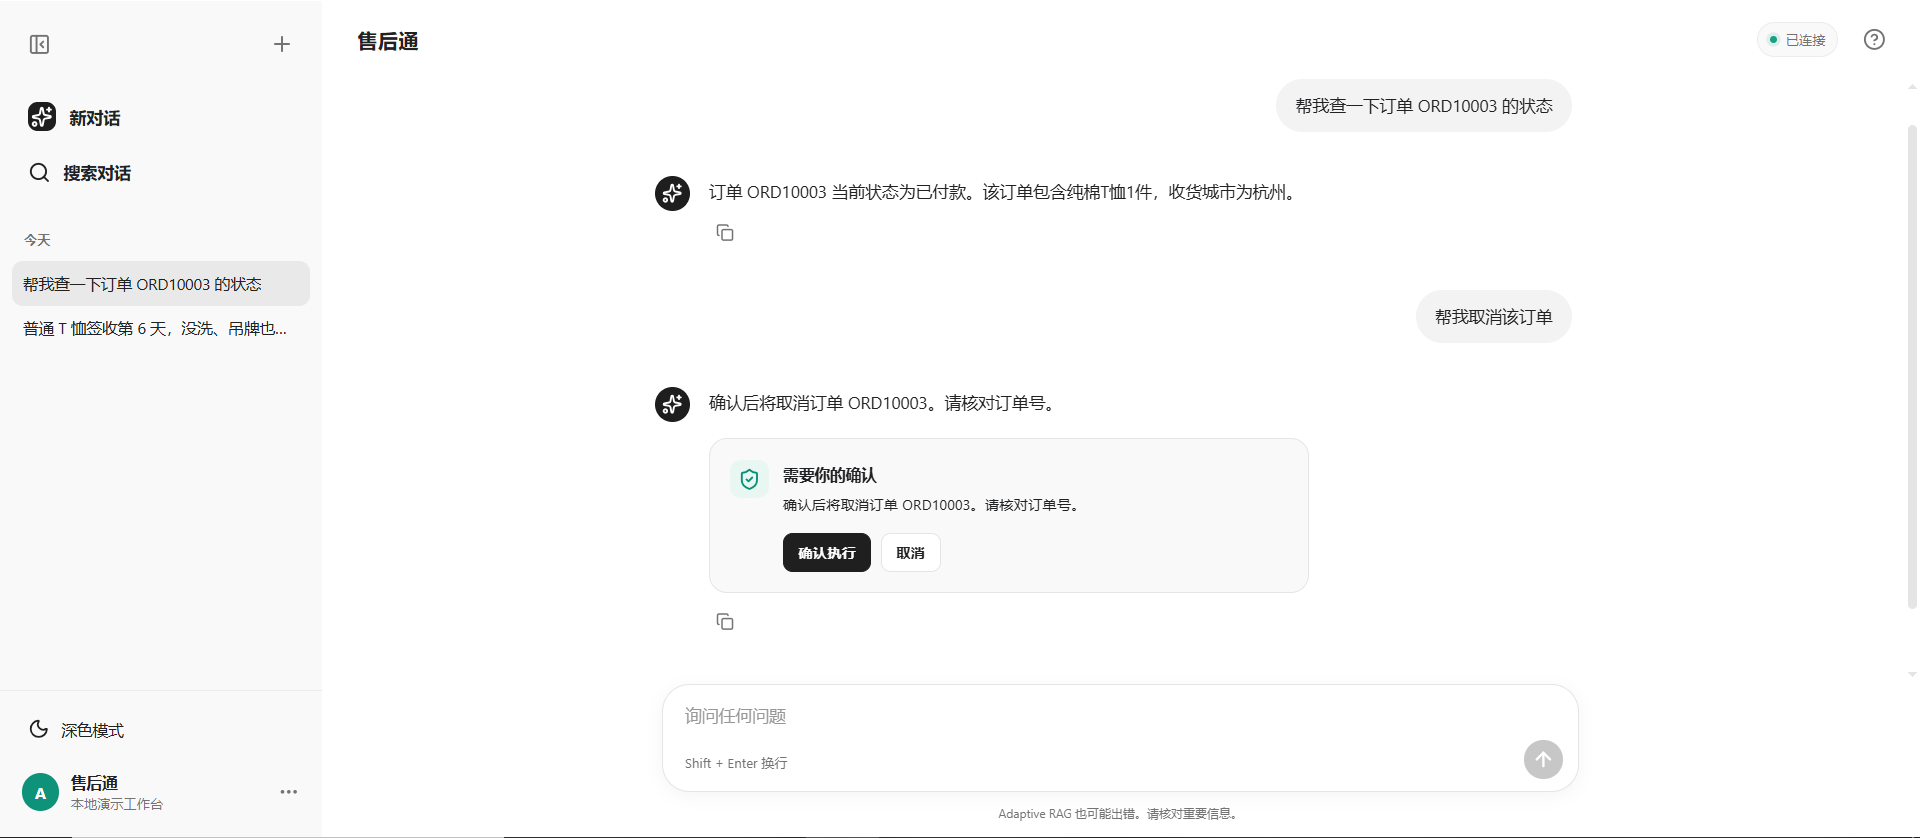 新对话
搜索对话
今天
帮我查一下订单 ORD10003 的状态
普通 T 恤签收第 6 天，没洗、吊牌也...
深色模式
A
售后通
本地演示工作台
售后通
已连接
帮我查一下订单 ORD10003 的状态
订单 ORD10003 当前状态为已付款。该订单包含纯棉T恤1件，收货城市为杭州。
帮我取消该订单
确认后将取消订单 ORD10003。请核对订单号。
需要你的确认
确认后将取消订单 ORD10003。请核对订单号。
确认执行
取消
询问任何问题
Shift + Enter 换行
Adaptive RAG 也可能出错。请核对重要信息。